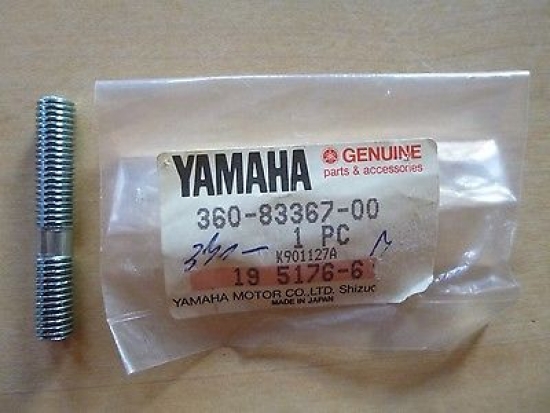 YAMAHA GENUINE
parts & accessories
360-83367-00
1 PC
K901127A
19 5176-6
YAMAHA MOTOR CO.,LTD. Shizuo
MADE IN JAPAN